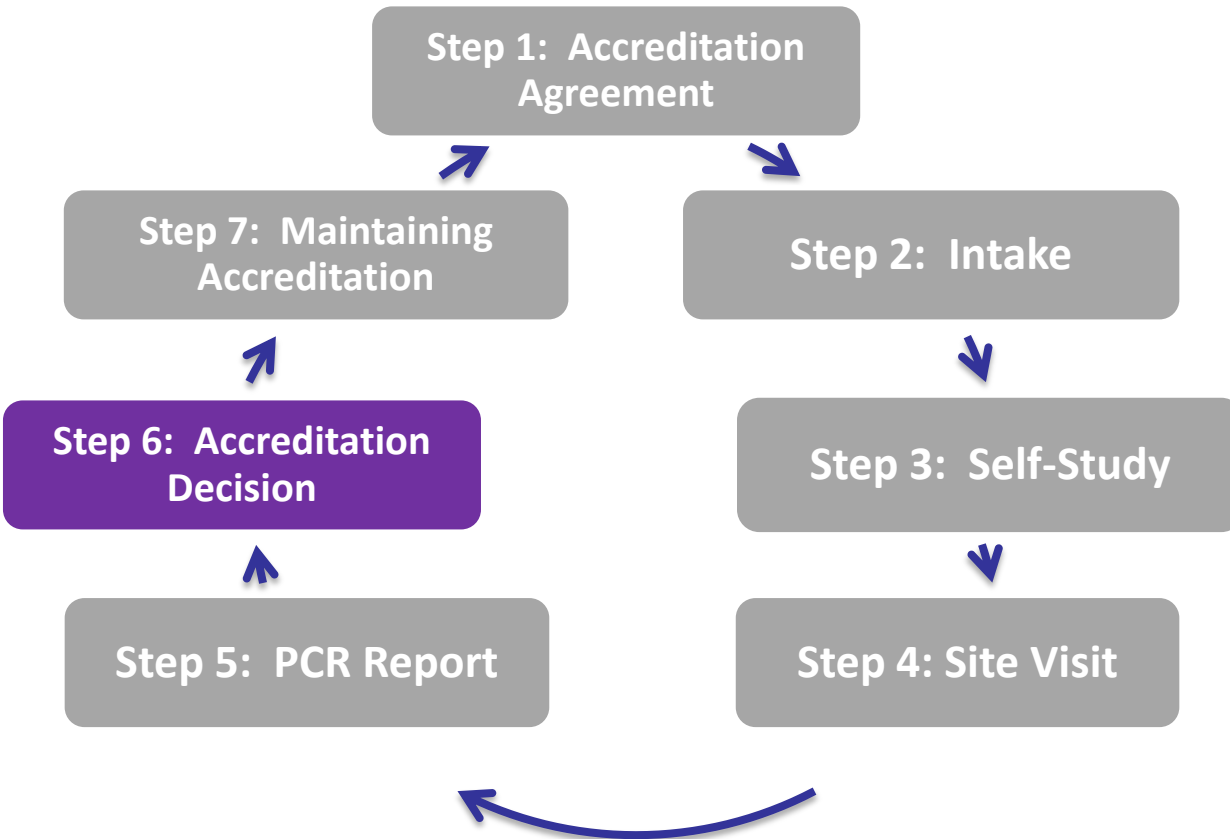 Step 1:  Accreditation
Agreement
Step 2:  Intake
Step 3:  Self-Study
Step 4: Site Visit
Step 5:  PCR Report
Step 6:  Accreditation
Decision
Step 7:  Maintaining
Accreditation